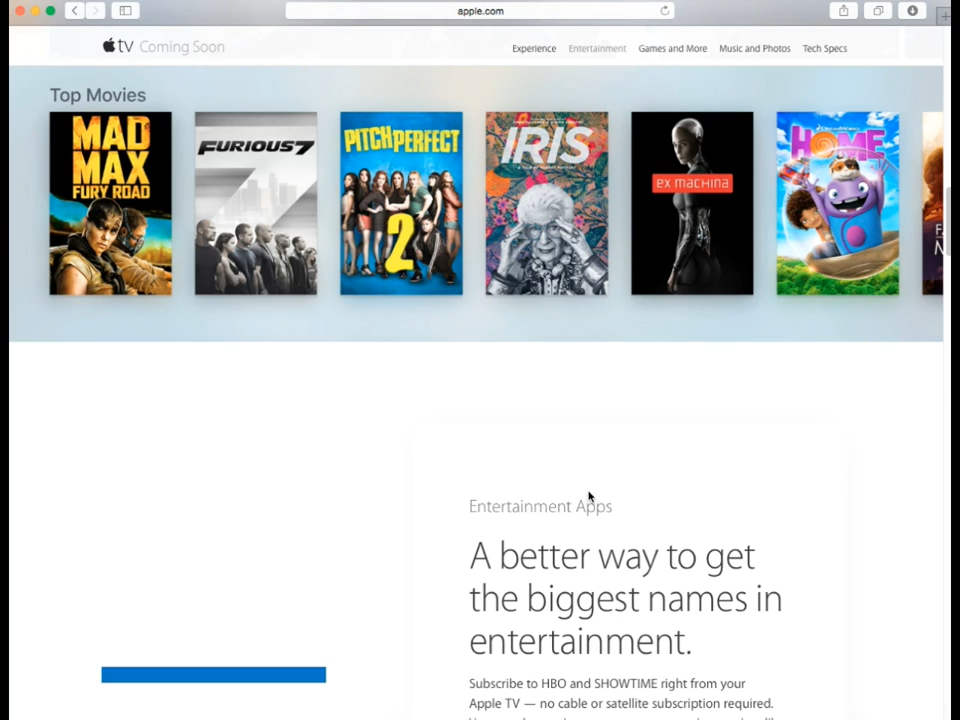 apple.com
tv Coming Soon
Experience Entertainment Games and More Music and Photos Tech Specs
Top Movies
MAD
MAX
FURY ROAD
FURIOUS 7
PITCH PERFECT
2
IRIS
ex machina
HOME
Entertainment Apps
A better way to get
the biggest names in
entertainment.
Subscribe to HBO and SHOWTIME right from your
Apple TV — no cable or satellite subscription required.